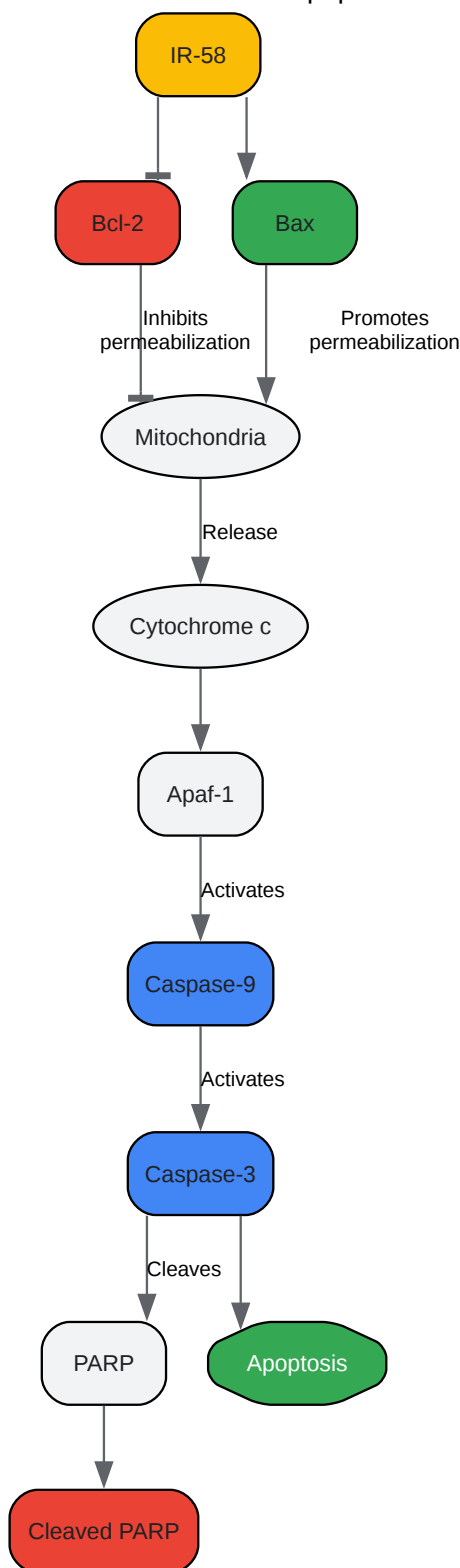 IR-58
Bcl-2
Bax
Inhibits
permeabilization
Promotes
permeabilization
Mitochondria
Release
Cytochrome c
Apaf-1
Activates
Caspase-9
Activates
Caspase-3
Cleaves
PARP
Apoptosis
Cleaved PARP